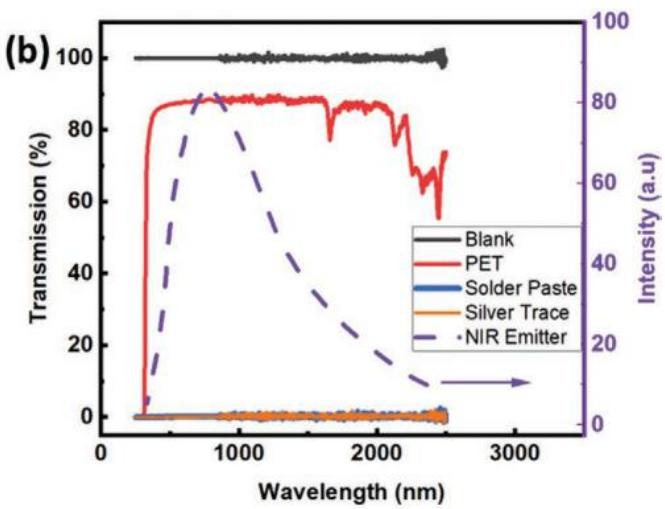 (b)
100
80
60
40
20
0
Transmission (%)
0
1000
2000
3000
Wavelength (nm)
100
80
60
40
20
0
Intensity (a.u)
Blank
PET
Solder Paste
Silver Trace
NIR Emitter